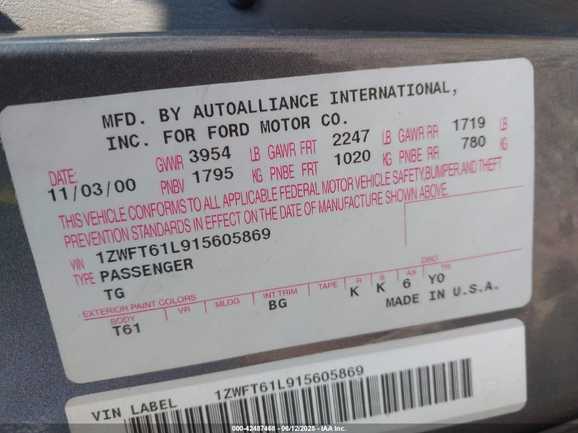 MFD. BY AUTOALLIANCE INTERNATIONAL,
INC. FOR FORD MOTOR CO.
DATE: 11/03/00 GVWR 3954 LB GAWR FRT 2247 LB GAWR RR 1719 LB
PNBV 1795 KG PNBE FRT 1020 KG PNBE RR 780 KG
THIS VEHICLE CONFORMS TO ALL APPLICABLE FEDERAL MOTOR VEHICLE SAFETY, BUMPER, AND THEFT
PREVENTION STANDARDS IN EFFECT ON THE DATE OF MANUFACTURE SHOWN ABOVE.
VIN 1ZWFT61L915605869
TYPE PASSENGER
TG
EXTERIOR PAINT COLORS DSO
BODY VR MLDG INT TRIM TAPE R S AX TR
T61 BG K K 6 YO
MADE IN U.S.A.
VIN LABEL 1ZWFT61L915605869
000-42487468 - 06/12/2025 - IAA Inc.